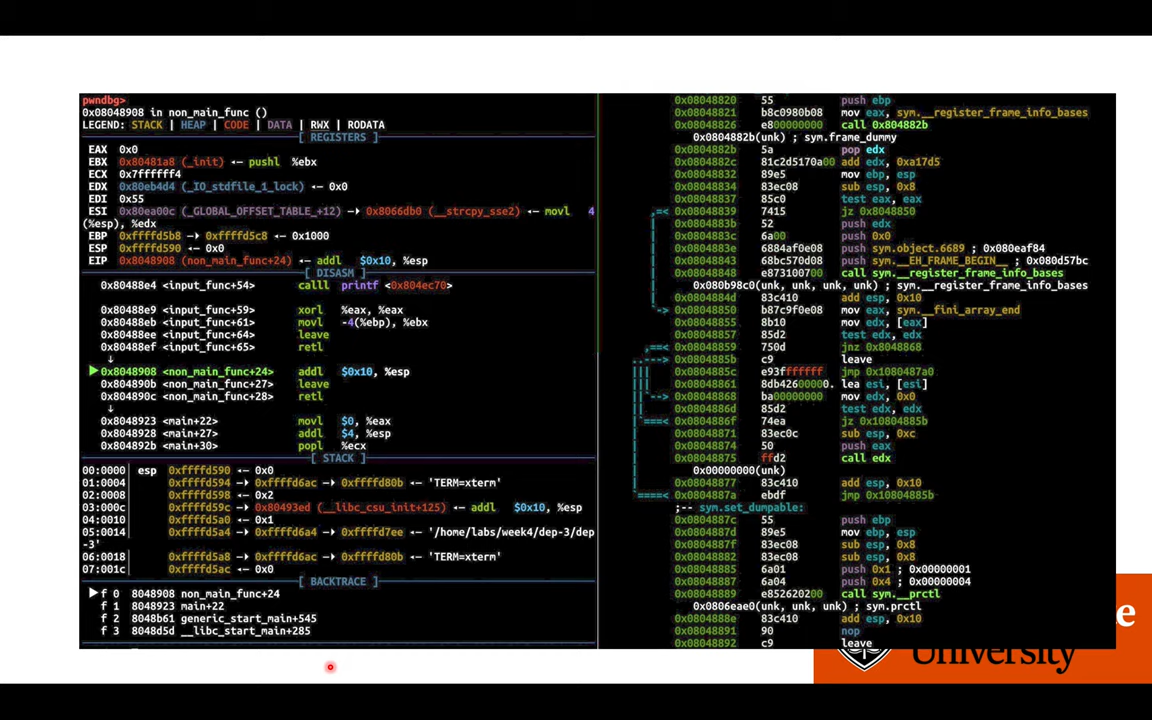 pwndbg>
0x08048908 in non_main_func ()
LEGEND: STACK | HEAP | CODE | DATA | RWX | RODATA
[ REGISTERS ]
EAX  0x0
EBX  0x80481a8 (_init) ◂— pushl  %ebx
ECX  0x7ffffff4
EDX  0x80eb4d4 (_IO_stdfile_1_lock) ◂— 0x0
EDI  0x55
ESI  0x80ea00c (_GLOBAL_OFFSET_TABLE_+12) —▸ 0x8066db0 (__strcpy_sse2) ◂— movl   4
(%esp), %edx
EBP  0xffffd5b8 —▸ 0xffffd5c8 ◂— 0x1000
ESP  0xffffd590 ◂— 0x0
EIP  0x8048908 (non_main_func+24) ◂— addl   $0x10, %esp
[ DISASM ]
0x80488e4 <input_func+54>    calll  printf <0x804ec70>
0x80488e9 <input_func+59>    xorl   %eax, %eax
0x80488eb <input_func+61>    movl   -4(%ebp), %ebx
0x80488ee <input_func+64>    leave
0x80488ef <input_func+65>    retl
↓
►0x8048908 <non_main_func+24>    addl   $0x10, %esp
0x804890b <non_main_func+27>    leave
0x804890c <non_main_func+28>    retl
↓
0x8048923 <main+22>    movl   $0, %eax
0x8048928 <main+27>    addl   $4, %esp
0x804892b <main+30>    popl   %ecx
[ STACK ]
00:0000│ esp  0xffffd590 ◂— 0x0
01:0004│      0xffffd594 —▸ 0xffffd6ac —▸ 0xffffd80b ◂— 'TERM=xterm'
02:0008│      0xffffd598 ◂— 0x2
03:000c│      0xffffd59c —▸ 0x80493ed (__libc_csu_init+125) ◂— addl   $0x10, %esp
04:0010│      0xffffd5a0 ◂— 0x1
05:0014│      0xffffd5a4 —▸ 0xffffd6a4 —▸ 0xffffd7ee ◂— '/home/labs/week4/dep-3/dep
-3'
06:0018│      0xffffd5a8 —▸ 0xffffd6ac —▸ 0xffffd80b ◂— 'TERM=xterm'
07:001c│      0xffffd5ac ◂— 0x0
[ BACKTRACE ]
►f 0  8048908 non_main_func+24
f 1  8048923 main+22
f 2  8048b61 generic_start_main+545
f 3  8048d5d __libc_start_main+285
0x08048820    55    push ebp
0x08048821    b8c0980b08    mov eax, sym.__register_frame_info_bases
0x08048826    e800000000    call 0x804882b
0x0804882b(unk) ; sym.frame_dummy
0x0804882b    5a    pop edx
0x0804882c    81c2d5170a00    add edx, 0xa17d5
0x08048832    89e5    mov ebp, esp
0x08048834    83ec08    sub esp, 0x8
0x08048837    85c0    test eax, eax
,=<    0x08048839    7415    jz 0x8048850
0x0804883b    52    push edx
0x0804883c    6a00    push 0x0
0x0804883e    6884af0e08    push sym.object.6689 ; 0x080eaf84
0x08048843    68bc570d08    push sym.__EH_FRAME_BEGIN__ ; 0x080d57bc
0x08048848    e873107000    call sym.__register_frame_info_bases
0x080b98c0(unk, unk, unk, unk) ; sym.__register_frame_info_bases
0x0804884d    83c410    add esp, 0x10
`->    0x08048850    b87c9f0e08    mov eax, sym.__fini_array_end
0x08048855    8b10    mov edx, [eax]
0x08048857    85d2    test edx, edx
,==<    0x08048859    750d    jnz 0x8048868
..--->    0x0804885b    c9    leave
0x0804885c    e93fffffff    jmp 0x1080487a0
0x08048861    8db4260000.    lea esi, [esi]
`-->    0x08048868    ba00000000    mov edx, 0x0
0x0804886d    85d2    test edx, edx
`===<    0x0804886f    74ea    jz 0x10804885b
0x08048871    83ec0c    sub esp, 0xc
0x08048874    50    push eax
0x08048875    ffd2    call edx
0x00000000(unk)
0x08048877    83c410    add esp, 0x10
`====<    0x0804887a    ebdf    jmp 0x10804885b
;-- sym.set_dumpable:
0x0804887c    55    push ebp
0x0804887d    89e5    mov ebp, esp
0x0804887f    83ec08    sub esp, 0x8
0x08048882    83ec08    sub esp, 0x8
0x08048885    6a01    push 0x1 ; 0x00000001
0x08048887    6a04    push 0x4 ; 0x00000004
0x08048889    e852620200    call sym.__prctl
0x0806eae0(unk, unk, unk) ; sym.prctl
0x0804888e    83c410    add esp, 0x10
0x08048891    90    nop
0x08048892    c9    leave
University